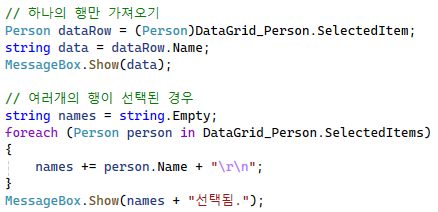 // 하나의 행만 가져오기
Person dataRow = (Person)DataGrid_Person.SelectedItem;
string data = dataRow.Name;
MessageBox.Show(data);

// 여러개의 행이 선택된 경우
string names = string.Empty;
foreach (Person person in DataGrid_Person.SelectedItems)
{
    names += person.Name + "\r\n";
}
MessageBox.Show(names + "선택됨.");